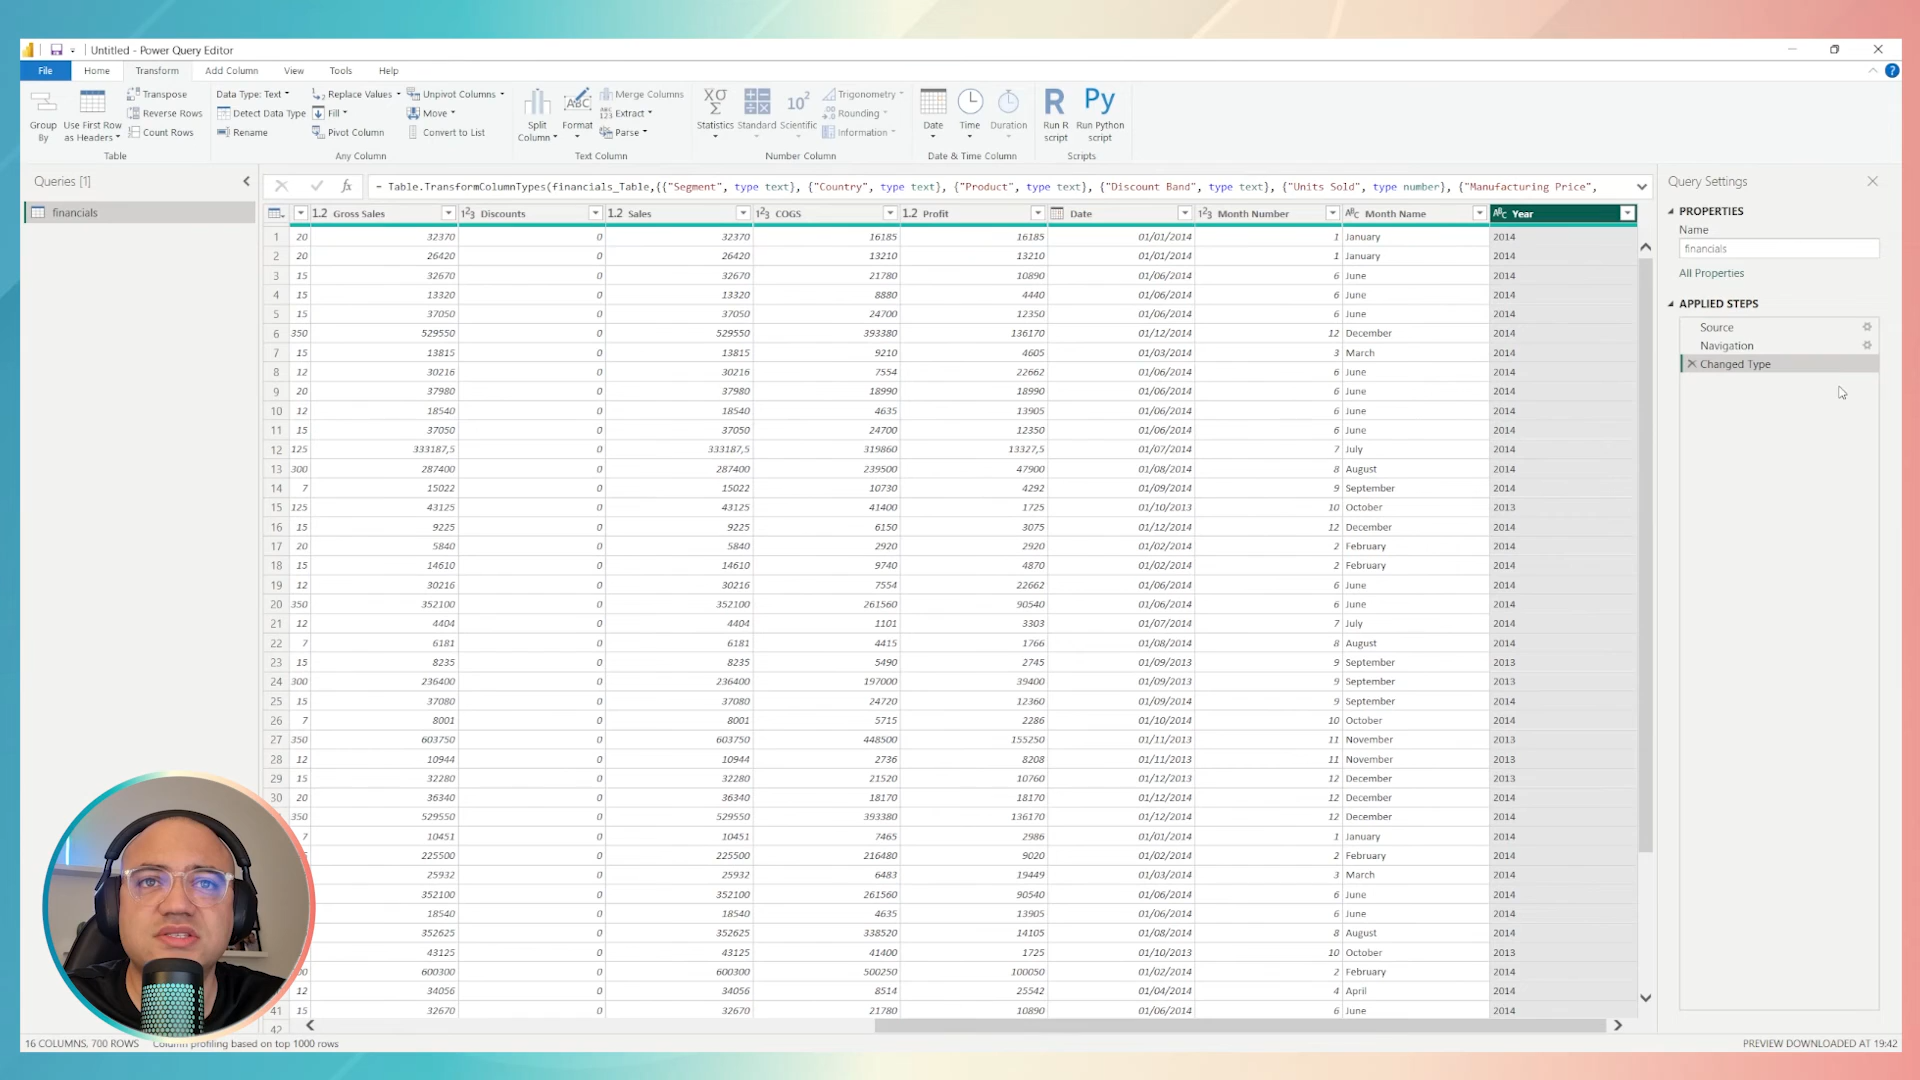 Untitled - Power Query Editor
File Home Transform Add Column View Tools Help
Group By
Use First Row as Headers
Transpose
Reverse Rows
Count Rows
Table
Data Type: Text
Detect Data Type
Rename
Replace Values
Fill
Pivot Column
Unpivot Columns
Move
Convert to List
Any Column
Split Column
Format
Merge Columns
Extract
Parse
Text Column
Statistics
Standard
Scientific
Trigonometry
Rounding
Information
Number Column
Date
Time
Duration
Date & Time Column
Run R script
Run Python script
Scripts
Queries [1]
financials
= Table.TransformColumnTypes(financials_Table,{{"Segment", type text}, {"Country", type text}, {"Product", type text}, {"Discount Band", type text}, {"Units Sold", type number}, {"Manufacturing Price",
1.2 Gross Sales 123 Discounts 1.2 Sales 123 COGS 1.2 Profit Date 123 Month Number ABC Month Name ABC Year
1 20 32370 0 32370 16185 16185 01/01/2014 1 January 2014
2 20 26420 0 26420 13210 13210 01/01/2014 1 January 2014
3 15 32670 0 32670 21780 10890 01/06/2014 6 June 2014
4 15 13320 0 13320 8880 4440 01/06/2014 6 June 2014
5 15 37050 0 37050 24700 12350 01/06/2014 6 June 2014
6 350 529550 0 529550 393380 136170 01/12/2014 12 December 2014
7 15 13815 0 13815 9210 4605 01/03/2014 3 March 2014
8 12 30216 0 30216 7554 22662 01/06/2014 6 June 2014
9 20 37980 0 37980 18990 18990 01/06/2014 6 June 2014
10 12 18540 0 18540 4635 13905 01/06/2014 6 June 2014
11 15 37050 0 37050 24700 12350 01/06/2014 6 June 2014
12 125 333187,5 0 333187,5 319860 13327,5 01/07/2014 7 July 2014
13 300 287400 0 287400 239500 47900 01/08/2014 8 August 2014
14 7 15022 0 15022 10730 4292 01/09/2014 9 September 2014
15 125 43125 0 43125 41400 1725 01/10/2013 10 October 2013
16 15 9225 0 9225 6150 3075 01/12/2014 12 December 2014
17 20 5840 0 5840 2920 2920 01/02/2014 2 February 2014
18 15 14610 0 14610 9740 4870 01/02/2014 2 February 2014
19 12 30216 0 30216 7554 22662 01/06/2014 6 June 2014
20 350 352100 0 352100 261560 90540 01/06/2014 6 June 2014
21 12 4404 0 4404 1101 3303 01/07/2014 7 July 2014
22 7 6181 0 6181 4415 1766 01/08/2014 8 August 2014
23 15 8235 0 8235 5490 2745 01/09/2013 9 September 2013
24 300 236400 0 236400 197000 39400 01/09/2013 9 September 2013
25 15 37080 0 37080 24720 12360 01/09/2014 9 September 2014
26 7 8001 0 8001 5715 2286 01/10/2014 10 October 2014
27 350 603750 0 603750 448500 155250 01/11/2013 11 November 2013
28 12 10944 0 10944 2736 8208 01/11/2013 11 November 2013
29 15 32280 0 32280 21520 10760 01/12/2013 12 December 2013
30 20 36340 0 36340 18170 18170 01/12/2014 12 December 2014
350 529550 0 529550 393380 136170 01/12/2014 12 December 2014
7 10451 0 10451 7465 2986 01/01/2014 1 January 2014
225500 0 225500 216480 9020 01/02/2014 2 February 2014
25932 0 25932 6483 19449 01/03/2014 3 March 2014
352100 0 352100 261560 90540 01/06/2014 6 June 2014
18540 0 18540 4635 13905 01/06/2014 6 June 2014
352625 0 352625 338520 14105 01/08/2014 8 August 2014
43125 0 43125 41400 1725 01/10/2013 10 October 2013
600300 0 600300 500250 100050 01/02/2014 2 February 2014
12 34056 0 34056 8514 25542 01/04/2014 4 April 2014
41 15 32670 0 32670 21780 10890 01/06/2014 6 June 2014
42
Query Settings
PROPERTIES
Name
financials
All Properties
APPLIED STEPS
Source
Navigation
Changed Type
16 COLUMNS, 700 ROWS Column profiling based on top 1000 rows
PREVIEW DOWNLOADED AT 19:42